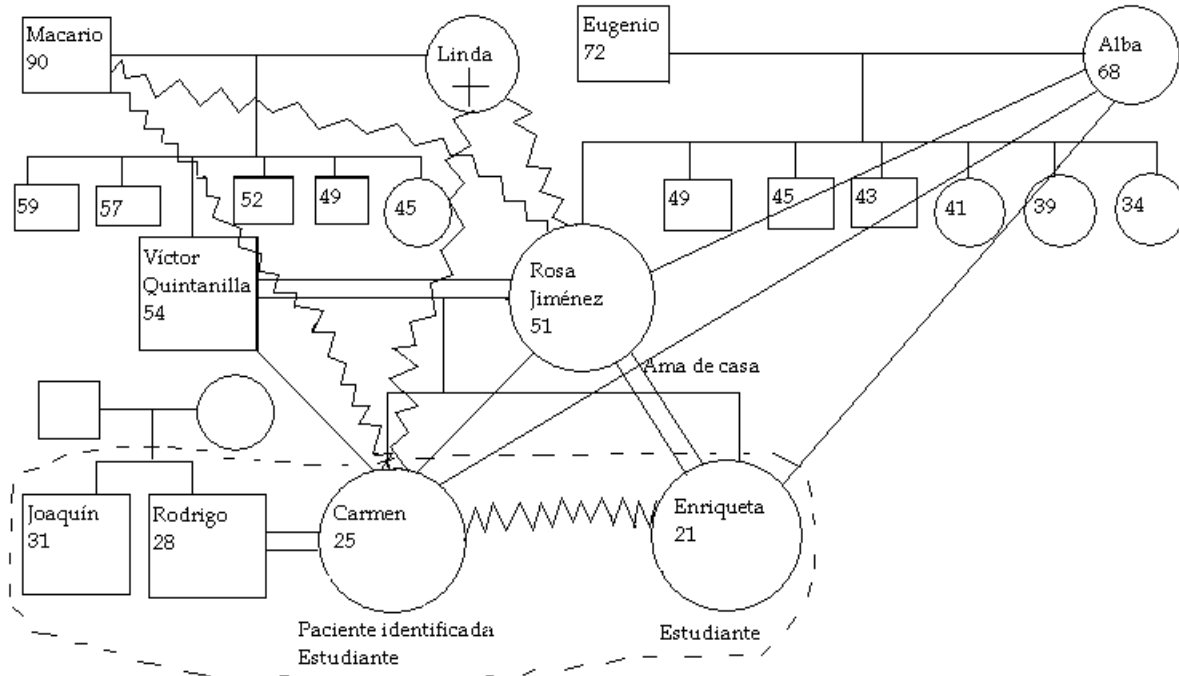 Macario
90
Linda
Eugenio
72
Alba
68
59
57
52
49
45
49
45
43
41
39
34
Víctor
Quintanilla
54
Rosa
Jiménez
51
Ama de casa
Joaquín
31
Rodrigo
28
Carmen
25
Enriqueta
21
Paciente identificada
Estudiante
Estudiante